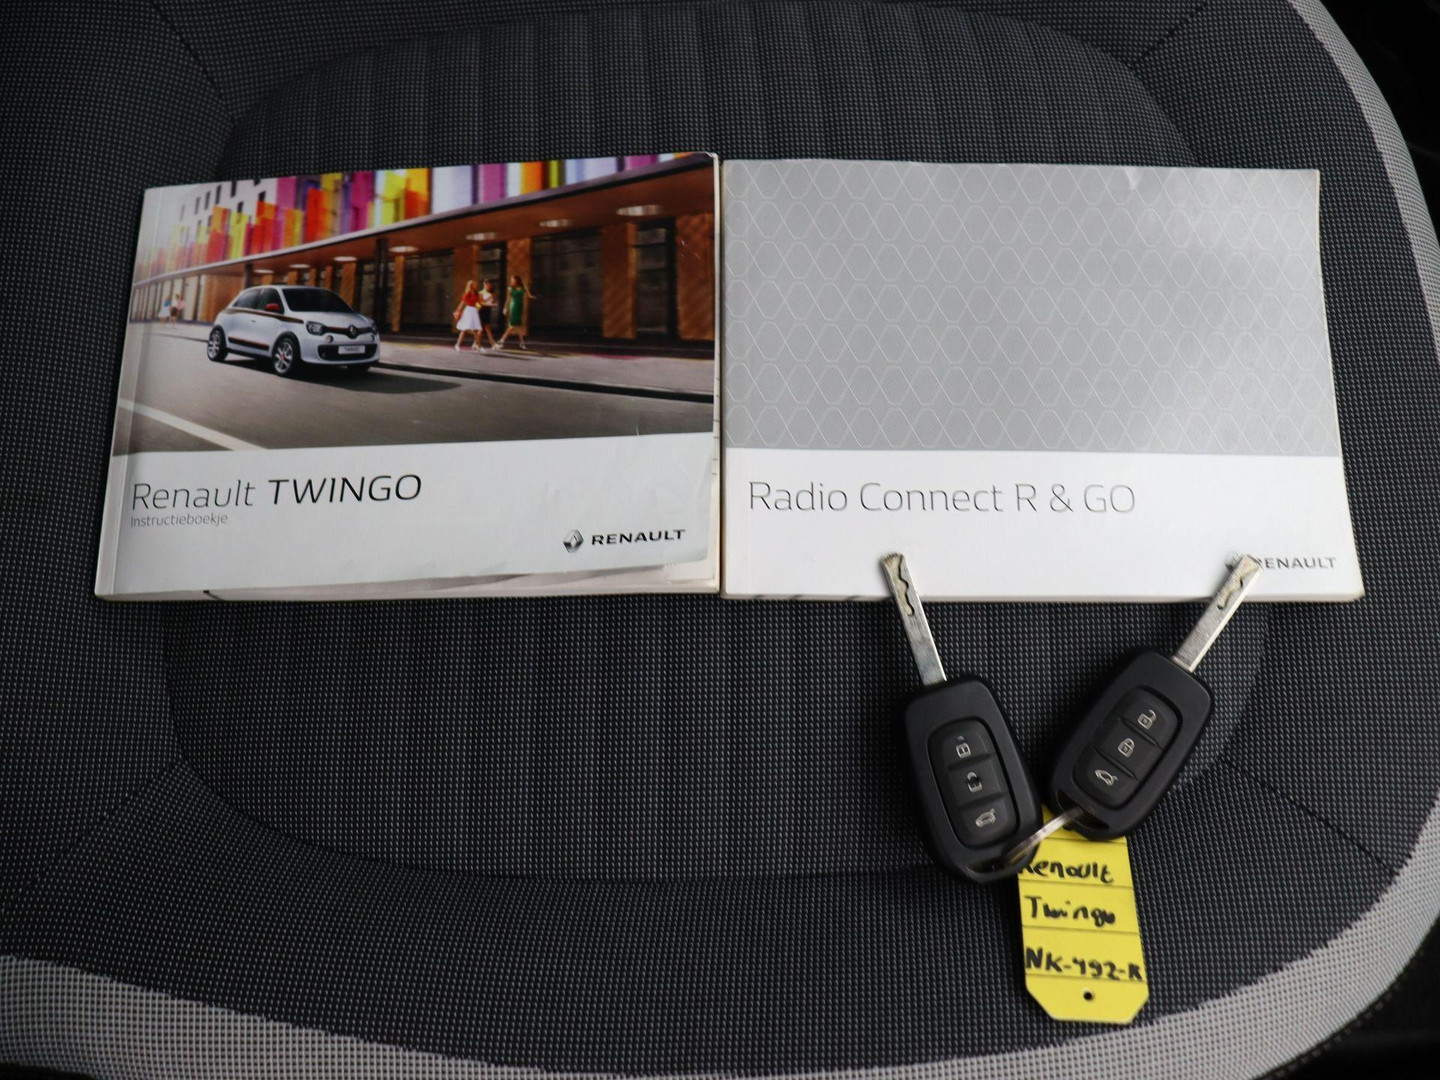 Renault TWINGO
Instructieboekje
RENAULT
Radio Connect R & GO
RENAULT
Renault
Twingo
NK-492-R